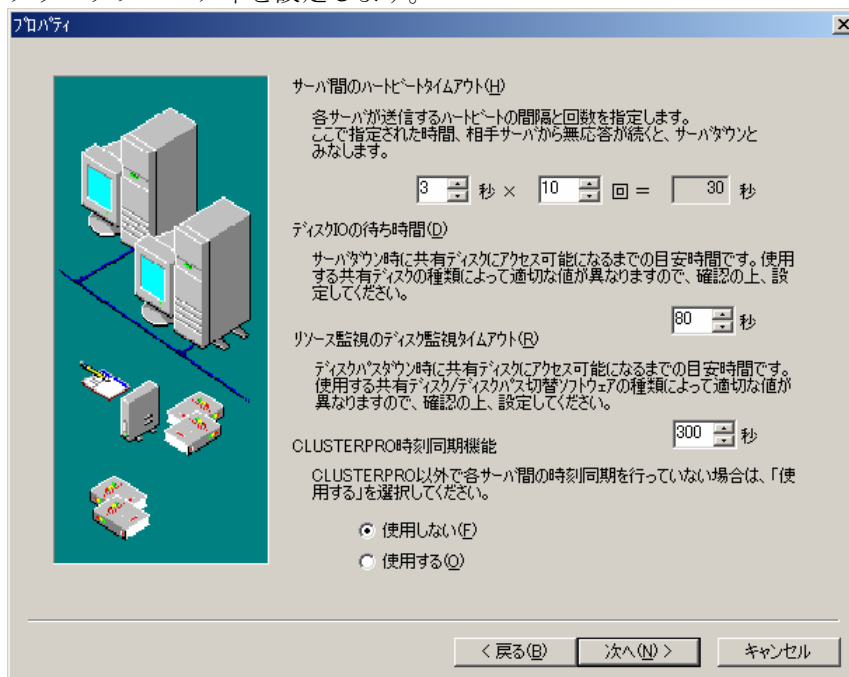 プロパティ
サーバ間のハートビートタイムアウト(H)
各サーバが送信するハートビートの間隔と回数を指定します。
ここで指定された時間、相手サーバから無応答が続くと、サーバダウンと
みなします。
3 秒 × 10 回 = 30 秒
ディスクIOの待ち時間(D)
サーバダウン時に共有ディスクにアクセス可能になるまでの目安時間です。使用
する共有ディスクの種類によって適切な値が異なりますので、確認の上、設
定してください。
80 秒
リソース監視のディスク監視タイムアウト(R)
ディスクパスダウン時に共有ディスクにアクセス可能になるまでの目安時間です。
使用する共有ディスク/ディスクパス切替ソフトウェアの種類によって適切な値が
異なりますので、確認の上、設定してください。
300 秒
CLUSTERPRO時刻同期機能
CLUSTERPRO以外で各サーバ間の時刻同期を行っていない場合は、「使
用する」を選択してください。
使用しない(F)
使用する(O)
< 戻る(B) 次へ(N) > キャンセル